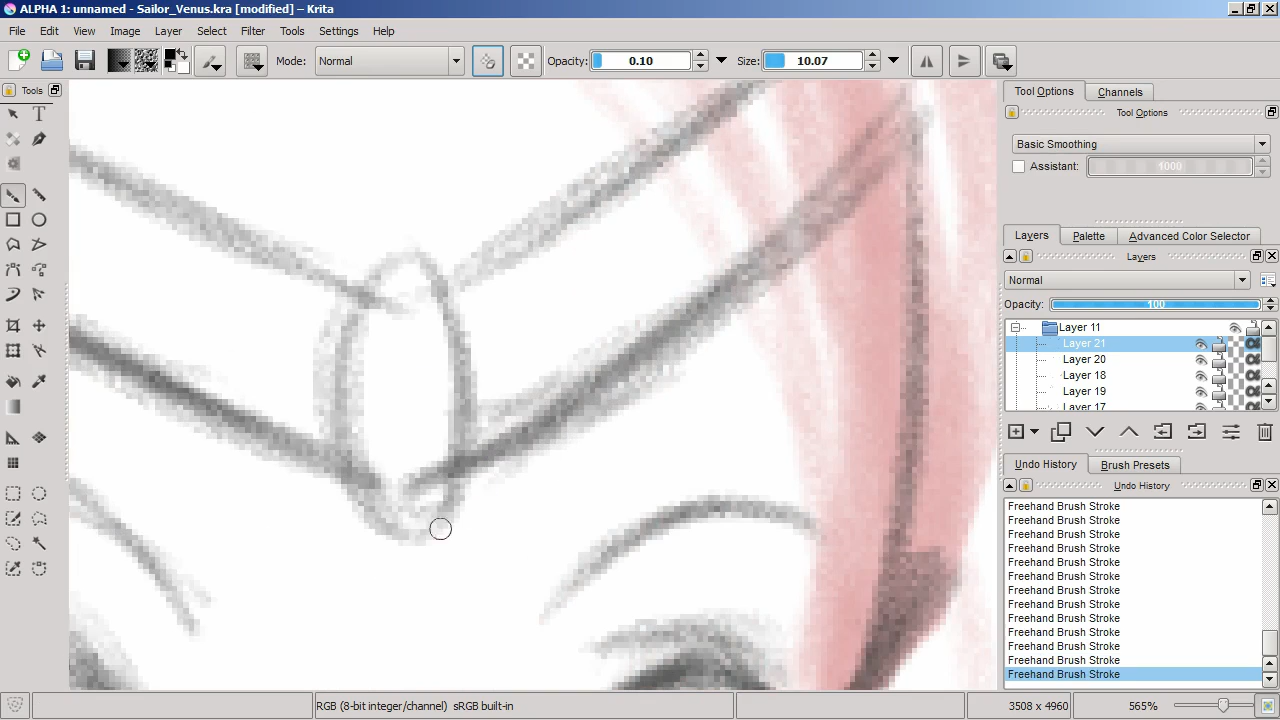 ALPHA 1: unnamed - Sailor_Venus.kra [modified] – Krita
File Edit View Image Layer Select Filter Tools Settings Help
Mode: Normal Opacity: 0.10 Size: 10.07
Tools
T
Tool Options Channels
Tool Options
Basic Smoothing
Assistant: 1000
Layers Palette Advanced Color Selector
Layers
Normal
Opacity: 100
Layer 11
Layer 21
Layer 20
Layer 18
Layer 19
Layer 17
Undo History Brush Presets
Undo History
Freehand Brush Stroke
Freehand Brush Stroke
Freehand Brush Stroke
Freehand Brush Stroke
Freehand Brush Stroke
Freehand Brush Stroke
Freehand Brush Stroke
Freehand Brush Stroke
Freehand Brush Stroke
Freehand Brush Stroke
Freehand Brush Stroke
Freehand Brush Stroke
Freehand Brush Stroke
RGB (8-bit integer/channel) sRGB built-in 3508 x 4960 565%